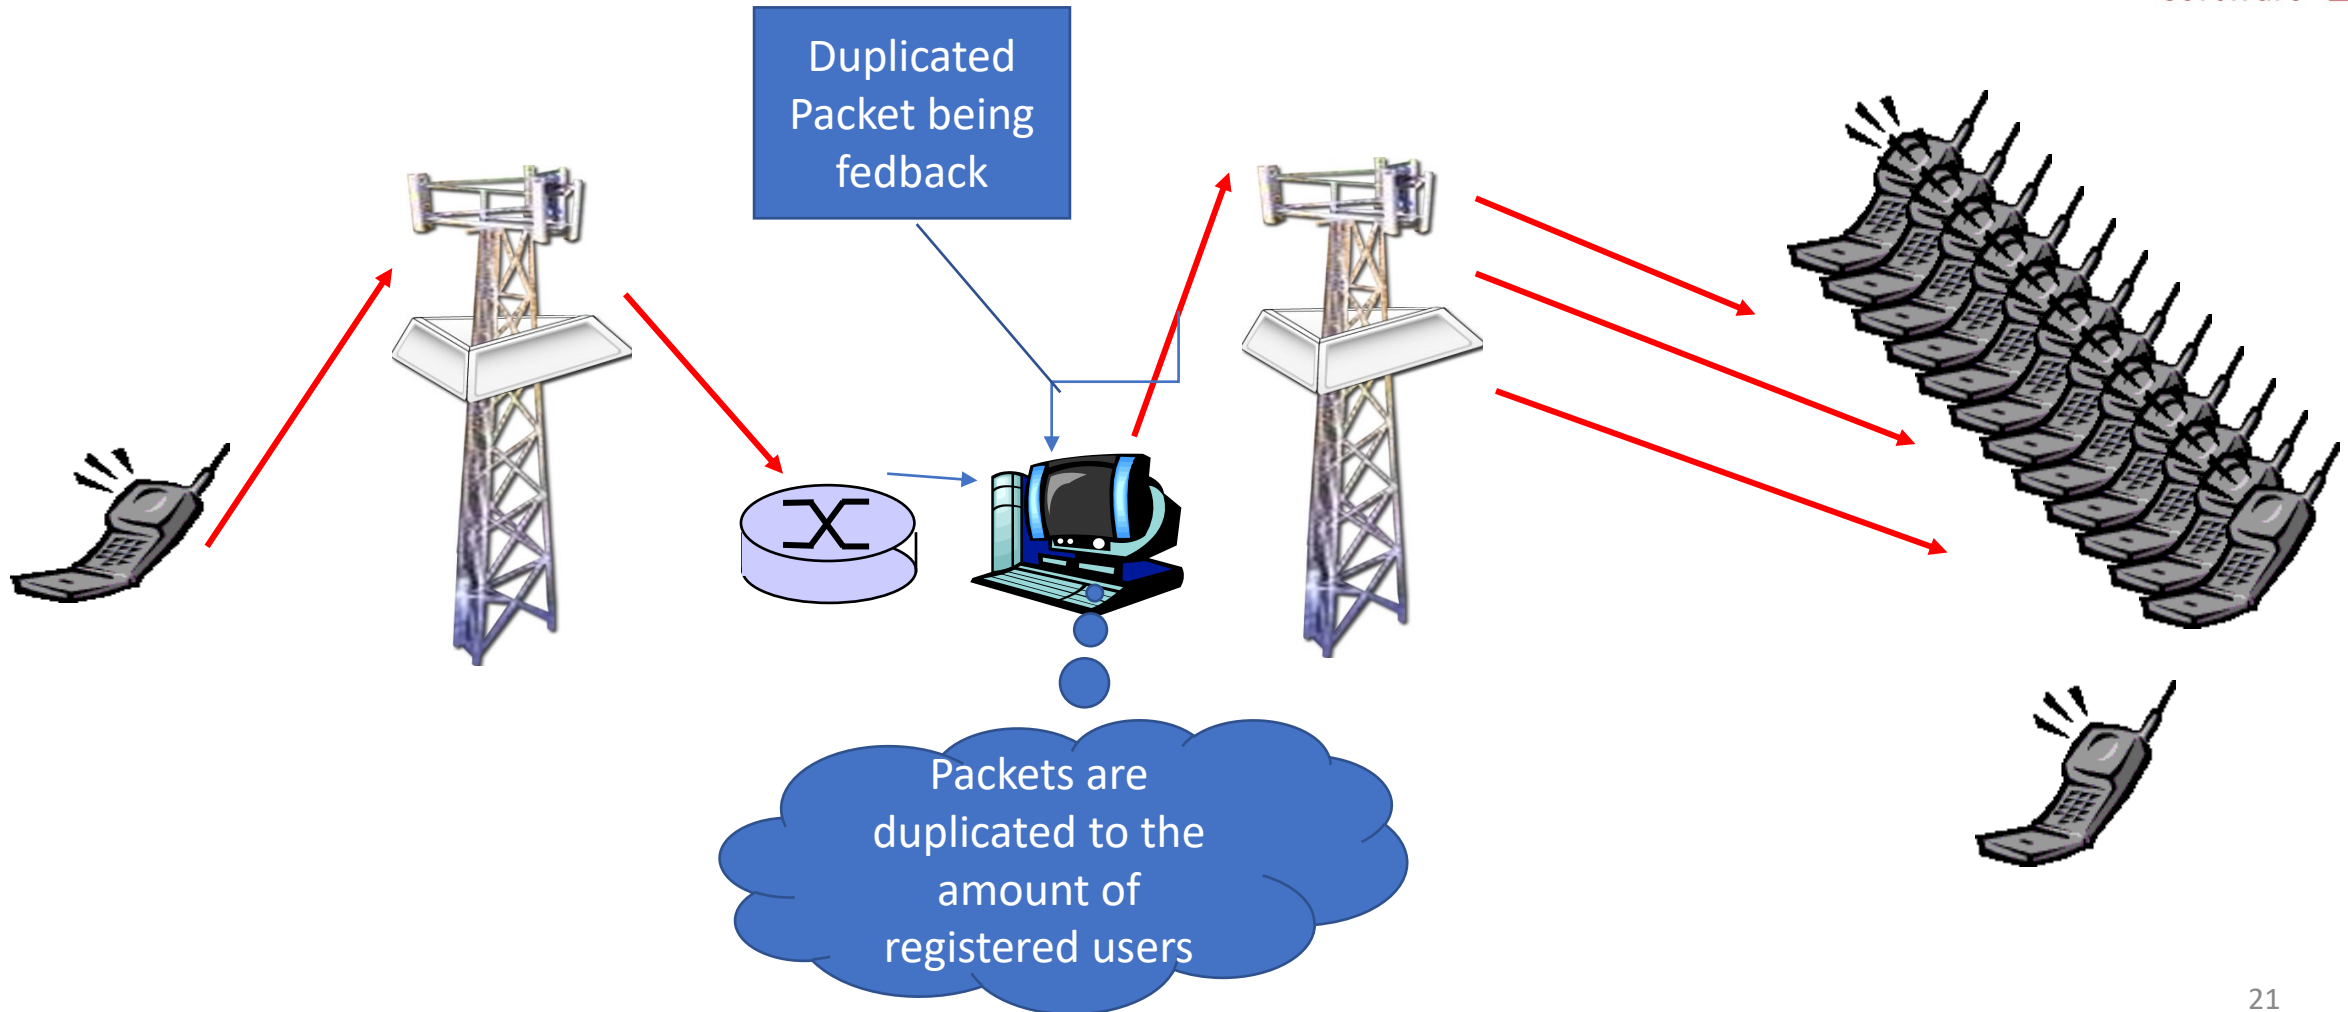 Duplicated
Packet being
fedback
Packets are
duplicated to the
amount of
registered users
21